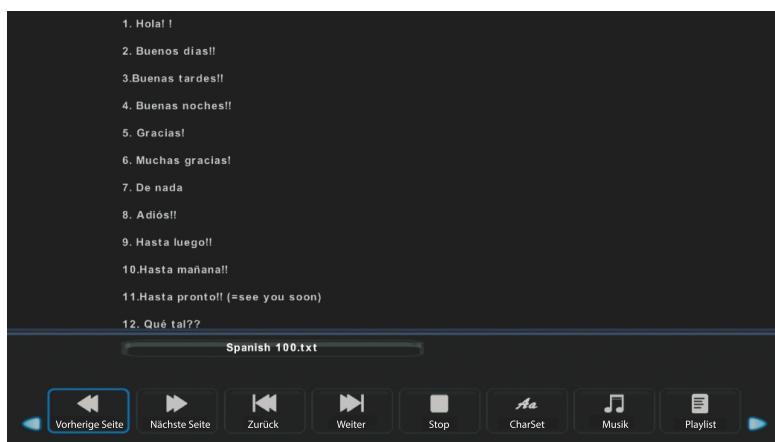 1. Hola! !
2. Buenos días!!
3.Buenas tardes!!
4. Buenas noches!!
5. Gracias!
6. Muchas gracias!
7. De nada
8. Adiós!!
9. Hasta luego!!
10.Hasta mañana!!
11.Hasta pronto!! (=see you soon)
12. Qué tal??
Spanish 100.txt
Aa
Vorherige Seite Nächste Seite Zurück Weiter Stop CharSet Musik Playlist